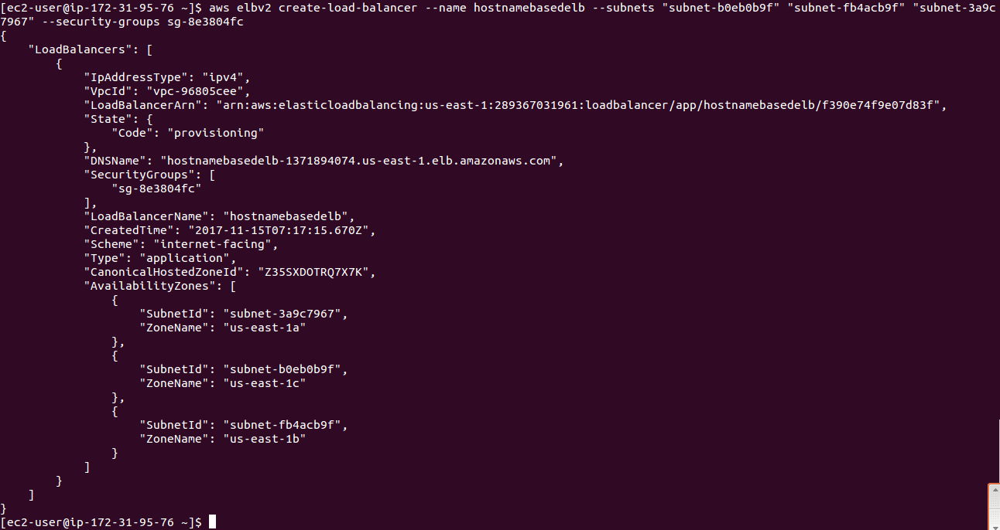 [ec2-user@ip-172-31-95-76 ~]$ aws elbv2 create-load-balancer --name hostnamebasedelb --subnets "subnet-b0eb0b9f" "subnet-fb4acb9f" "subnet-3a9c
7967" --security-groups sg-8e3804fc
{
    "LoadBalancers": [
        {
            "IpAddressType": "ipv4",
            "VpcId": "vpc-96805cee",
            "LoadBalancerArn": "arn:aws:elasticloadbalancing:us-east-1:289367031961:loadbalancer/app/hostnamebasedelb/f390e74f9e07d83f",
            "State": {
                "Code": "provisioning"
            },
            "DNSName": "hostnamebasedelb-1371894074.us-east-1.elb.amazonaws.com",
            "SecurityGroups": [
                "sg-8e3804fc"
            ],
            "LoadBalancerName": "hostnamebasedelb",
            "CreatedTime": "2017-11-15T07:17:15.670Z",
            "Scheme": "internet-facing",
            "Type": "application",
            "CanonicalHostedZoneId": "Z35SXDOTRQ7X7K",
            "AvailabilityZones": [
                {
                    "SubnetId": "subnet-3a9c7967",
                    "ZoneName": "us-east-1a"
                },
                {
                    "SubnetId": "subnet-b0eb0b9f",
                    "ZoneName": "us-east-1c"
                },
                {
                    "SubnetId": "subnet-fb4acb9f",
                    "ZoneName": "us-east-1b"
                }
            ]
        }
    ]
}
[ec2-user@ip-172-31-95-76 ~]$